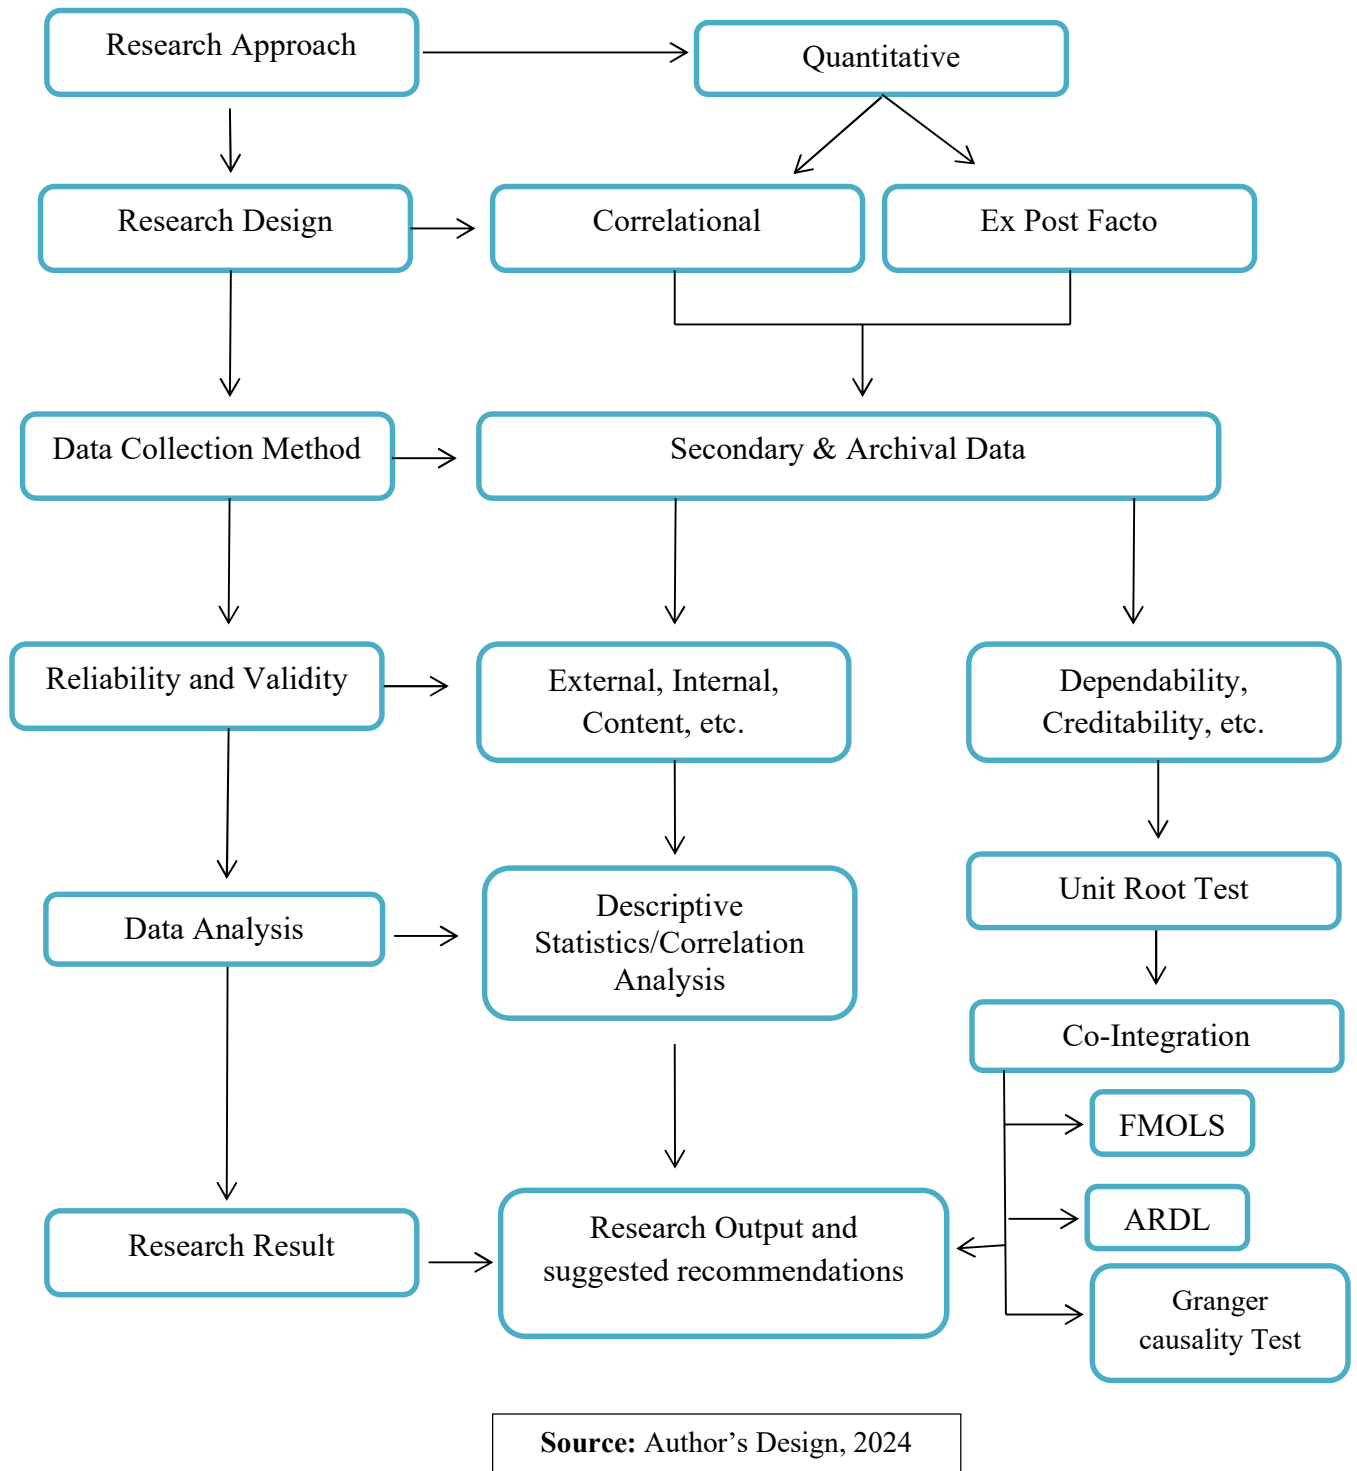 Research Approach
Quantitative
Research Design
Correlational
Ex Post Facto
Data Collection Method
Secondary & Archival Data
Reliability and Validity
External, Internal,
Content, etc.
Dependability,
Creditability, etc.
Data Analysis
Descriptive
Statistics/Correlation
Analysis
Unit Root Test
Co-Integration
FMOLS
ARDL
Granger
causality Test
Research Result
Research Output and
suggested recommendations
Source: Author’s Design, 2024